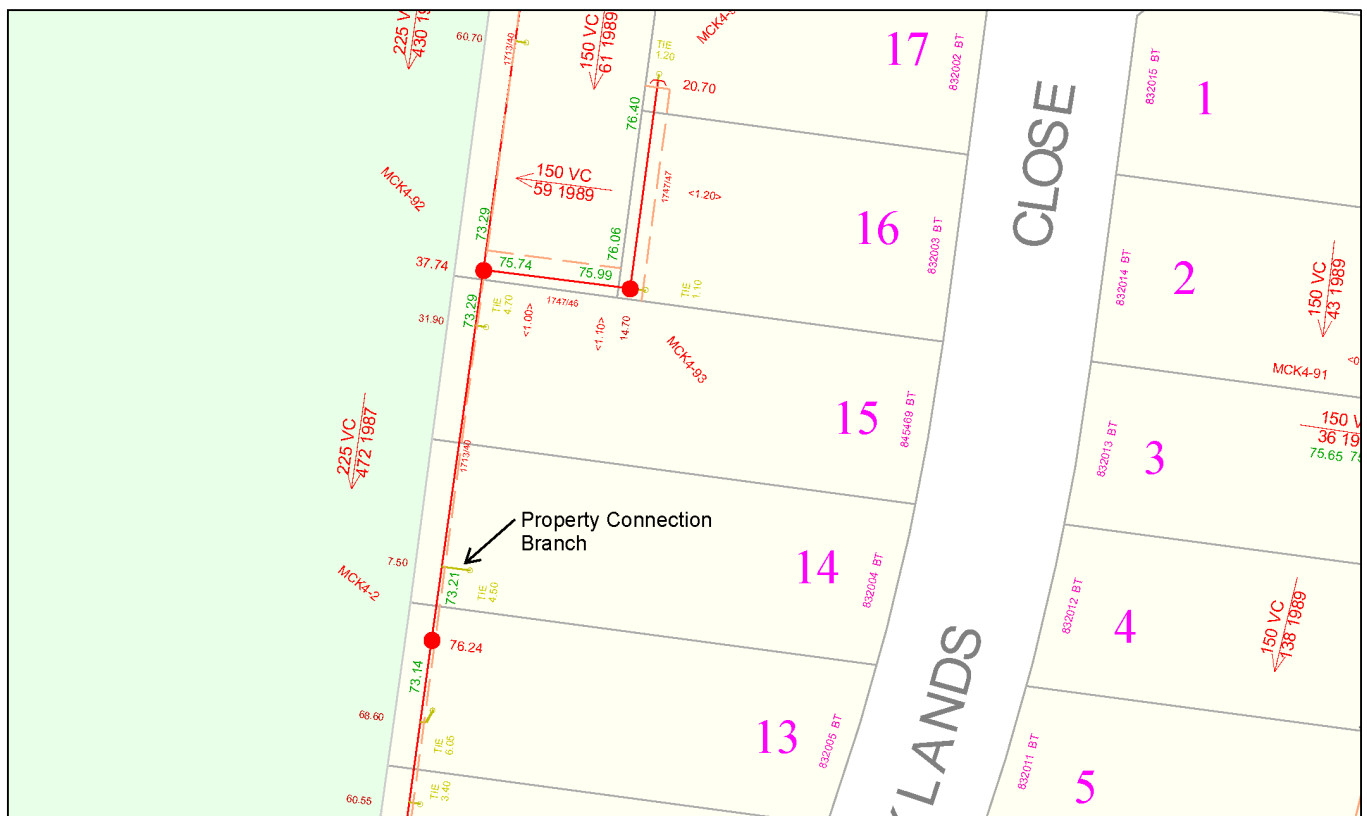 225 VC
60.70
1713/40
150 VC
61 1989
TIE
1.20
20.70
76.40
17
832002 BT
CLOSE
832015 BT
1
150 VC
59 1989
MCK4-92
73.29
1747/47
<1.20>
76.06
16
832003 BT
832014 BT
2
150 VC
43 1989
37.74
75.74
75.99
TIE
1.10
73.29
TIE
4.70
1747/46
31.90
<1.00>
<1.10>
14.70
MCK4-93
MCK4-91
225 VC
472 1987
15
845469 BT
36 19
75.65
832013 BT
3
1713/40
Property Connection
Branch
7.50
MCK4-2
73.21
TIE
4.50
14
832004 BT
832012 BT
4
150 VC
138 1989
76.24
73.14
68.60
TIE
6.05
13
832005 BT
LANDS
832011 BT
5
60.55
TIE
3.40